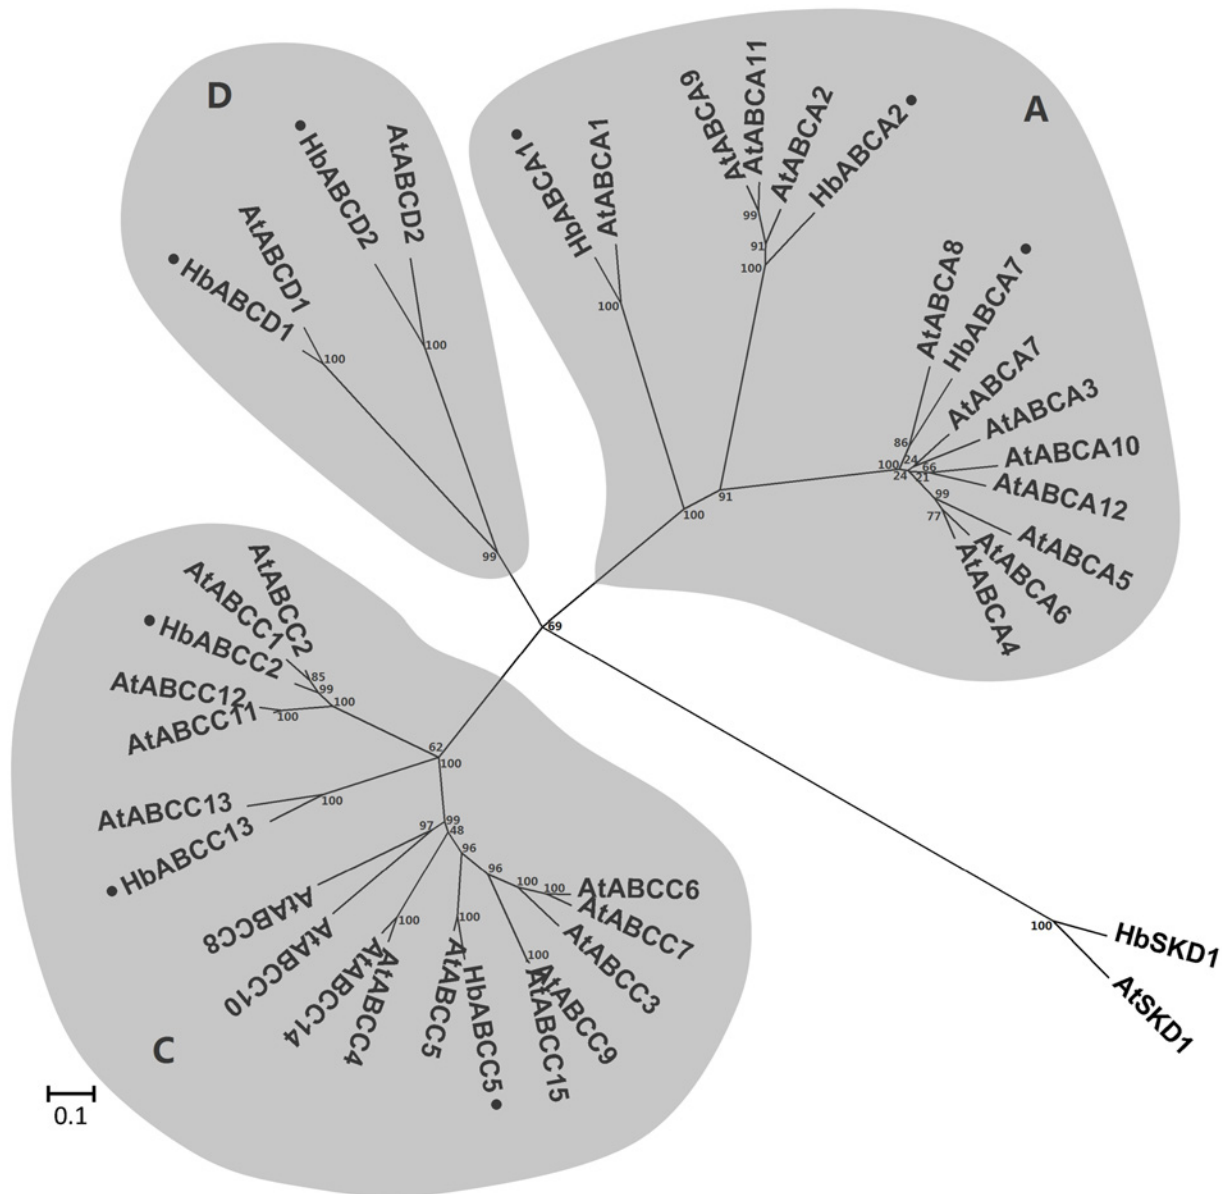 D
HbABCD1
AtABCD1
HbABCD2
AtABCD2
100
100
99
A
HbABCA1
AtABCA1
AtABCA9
AtABCA11
AtABCA2
HbABCA2
AtABCA8
HbABCA7
AtABCA7
AtABCA3
AtABCA10
AtABCA12
AtABCA5
AtABCA6
AtABCA4
100
99
91
100
86
100
24
66
24
21
99
77
91
100
69
AtABCC2
AtABCC1
HbABCC2
AtABCC12
AtABCC11
AtABCC13
HbABCC13
AtABCC8
AtABCC10
AtABCC14
AtABCC4
AtABCC5
HbABCC5
AtABCC15
AtABCC9
AtABCC3
AtABCC7
AtABCC6
85
99
100
100
62
100
100
97
99
48
96
96
100
100
100
100
100
C
100
HbSKD1
AtSKD1
0.1